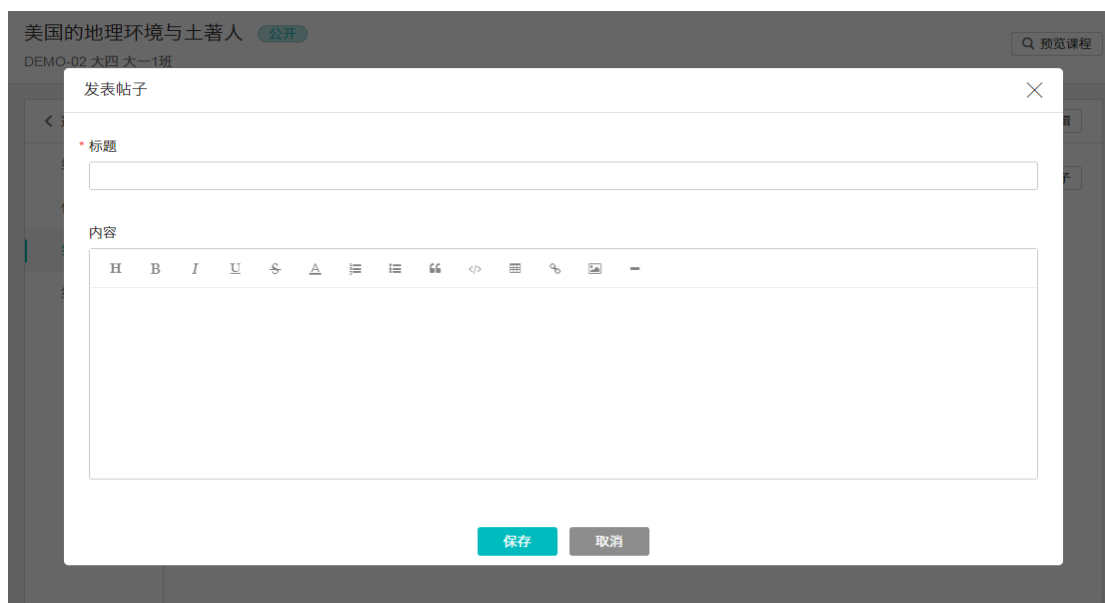 美国的地理环境与土著人 公开
DEMO-02 大四 大一1班
预览课程
发表帖子
* 标题
内容
H B I U S A
保存 取消